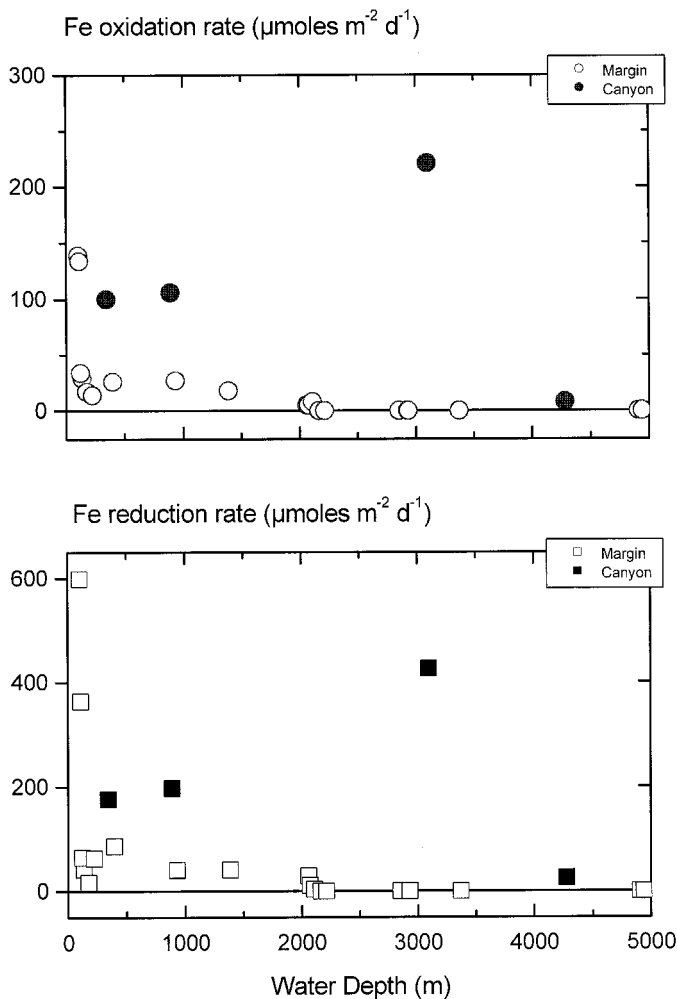 Fe oxidation rate (µmoles m-2 d-1)
300
200
100
0
Margin
Canyon
Fe reduction rate (µmoles m-2 d-1)
600
400
200
0
Margin
Canyon
0 1000 2000 3000 4000 5000
Water Depth (m)